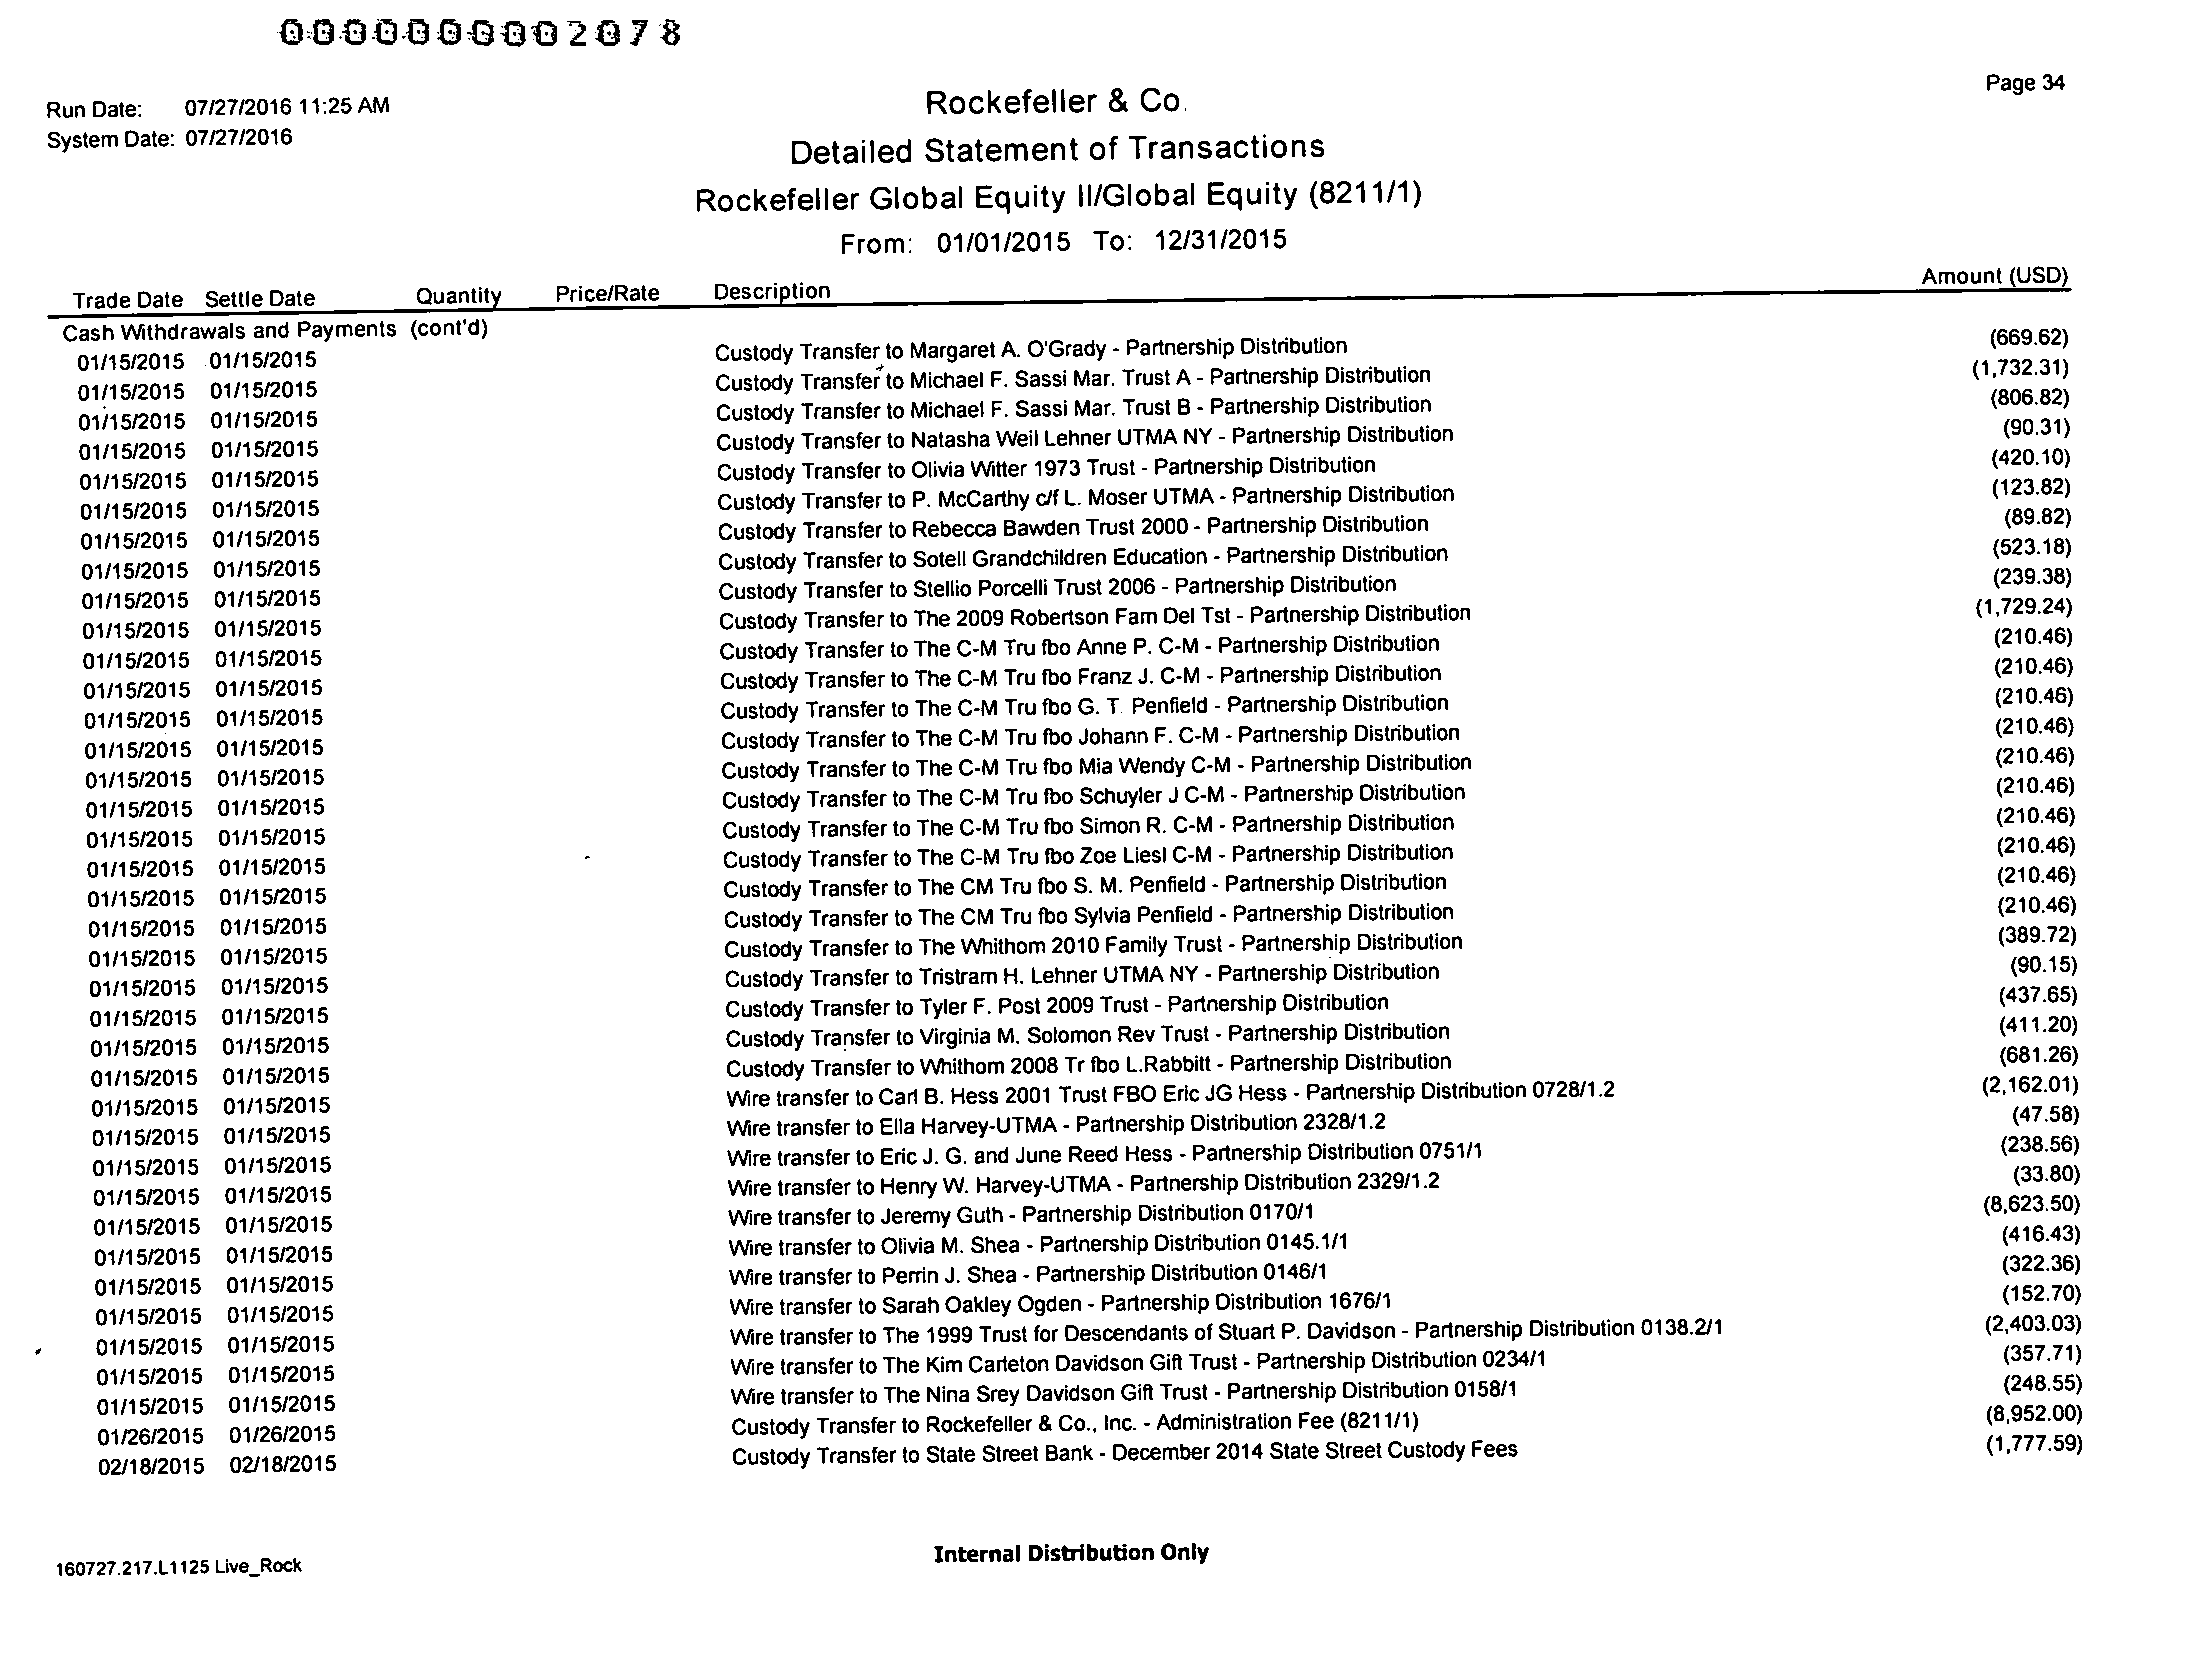 0000000002078
Page 34
Run Date: 07/27/2016 11:25 AM
System Date: 07/27/2016
Rockefeller & Co.
Detailed Statement of Transactions
Rockefeller Global Equity II/Global Equity (8211/1)
From: 01/01/2015 To: 12/31/2015
Trade Date Settle Date Quantity Price/Rate Description Amount (USD)
Cash Withdrawals and Payments (cont'd)
01/15/2015 01/15/2015 Custody Transfer to Margaret A. O'Grady - Partnership Distribution (669.62)
01/15/2015 01/15/2015 Custody Transfer to Michael F. Sassi Mar. Trust A - Partnership Distribution (1,732.31)
01/15/2015 01/15/2015 Custody Transfer to Michael F. Sassi Mar. Trust B - Partnership Distribution (806.82)
01/15/2015 01/15/2015 Custody Transfer to Natasha Weil Lehner UTMA NY - Partnership Distribution (90.31)
01/15/2015 01/15/2015 Custody Transfer to Olivia Witter 1973 Trust - Partnership Distribution (420.10)
01/15/2015 01/15/2015 Custody Transfer to P. McCarthy c/f L. Moser UTMA - Partnership Distribution (123.82)
01/15/2015 01/15/2015 Custody Transfer to Rebecca Bawden Trust 2000 - Partnership Distribution (89.82)
01/15/2015 01/15/2015 Custody Transfer to Sotell Grandchildren Education - Partnership Distribution (523.18)
01/15/2015 01/15/2015 Custody Transfer to Stellio Porcelli Trust 2006 - Partnership Distribution (239.38)
01/15/2015 01/15/2015 Custody Transfer to The 2009 Robertson Fam Del Tst - Partnership Distribution (1,729.24)
01/15/2015 01/15/2015 Custody Transfer to The C-M Tru fbo Anne P. C-M - Partnership Distribution (210.46)
01/15/2015 01/15/2015 Custody Transfer to The C-M Tru fbo Franz J. C-M - Partnership Distribution (210.46)
01/15/2015 01/15/2015 Custody Transfer to The C-M Tru fbo G. T. Penfield - Partnership Distribution (210.46)
01/15/2015 01/15/2015 Custody Transfer to The C-M Tru fbo Johann F. C-M - Partnership Distribution (210.46)
01/15/2015 01/15/2015 Custody Transfer to The C-M Tru fbo Mia Wendy C-M - Partnership Distribution (210.46)
01/15/2015 01/15/2015 Custody Transfer to The C-M Tru fbo Schuyler J C-M - Partnership Distribution (210.46)
01/15/2015 01/15/2015 Custody Transfer to The C-M Tru fbo Simon R. C-M - Partnership Distribution (210.46)
01/15/2015 01/15/2015 Custody Transfer to The C-M Tru fbo Zoe Liesl C-M - Partnership Distribution (210.46)
01/15/2015 01/15/2015 Custody Transfer to The CM Tru fbo S. M. Penfield - Partnership Distribution (210.46)
01/15/2015 01/15/2015 Custody Transfer to The CM Tru fbo Sylvia Penfield - Partnership Distribution (210.46)
01/15/2015 01/15/2015 Custody Transfer to The Whithom 2010 Family Trust - Partnership Distribution (389.72)
01/15/2015 01/15/2015 Custody Transfer to Tristram H. Lehner UTMA NY - Partnership Distribution (90.15)
01/15/2015 01/15/2015 Custody Transfer to Tyler F. Post 2009 Trust - Partnership Distribution (437.65)
01/15/2015 01/15/2015 Custody Transfer to Virginia M. Solomon Rev Trust - Partnership Distribution (411.20)
01/15/2015 01/15/2015 Custody Transfer to Whithom 2008 Tr fbo L.Rabbitt - Partnership Distribution (681.26)
01/15/2015 01/15/2015 Wire transfer to Carl B. Hess 2001 Trust FBO Eric JG Hess - Partnership Distribution 0728/1.2 (2,162.01)
01/15/2015 01/15/2015 Wire transfer to Ella Harvey-UTMA - Partnership Distribution 2328/1.2 (47.58)
01/15/2015 01/15/2015 Wire transfer to Eric J. G. and June Reed Hess - Partnership Distribution 0751/1 (238.56)
01/15/2015 01/15/2015 Wire transfer to Henry W. Harvey-UTMA - Partnership Distribution 2329/1.2 (33.80)
01/15/2015 01/15/2015 Wire transfer to Jeremy Guth - Partnership Distribution 0170/1 (8,623.50)
01/15/2015 01/15/2015 Wire transfer to Olivia M. Shea - Partnership Distribution 0145.1/1 (416.43)
01/15/2015 01/15/2015 Wire transfer to Perrin J. Shea - Partnership Distribution 0146/1 (322.36)
01/15/2015 01/15/2015 Wire transfer to Sarah Oakley Ogden - Partnership Distribution 1676/1 (152.70)
01/15/2015 01/15/2015 Wire transfer to The 1999 Trust for Descendants of Stuart P. Davidson - Partnership Distribution 0138.2/1 (2,403.03)
01/15/2015 01/15/2015 Wire transfer to The Kim Carleton Davidson Gift Trust - Partnership Distribution 0234/1 (357.71)
01/15/2015 01/15/2015 Wire transfer to The Nina Srey Davidson Gift Trust - Partnership Distribution 0158/1 (248.55)
01/26/2015 01/26/2015 Custody Transfer to Rockefeller & Co., Inc. - Administration Fee (8211/1) (8,952.00)
02/18/2015 02/18/2015 Custody Transfer to State Street Bank - December 2014 State Street Custody Fees (1,777.59)
Internal Distribution Only
160727.217.L1125 Live_Rock